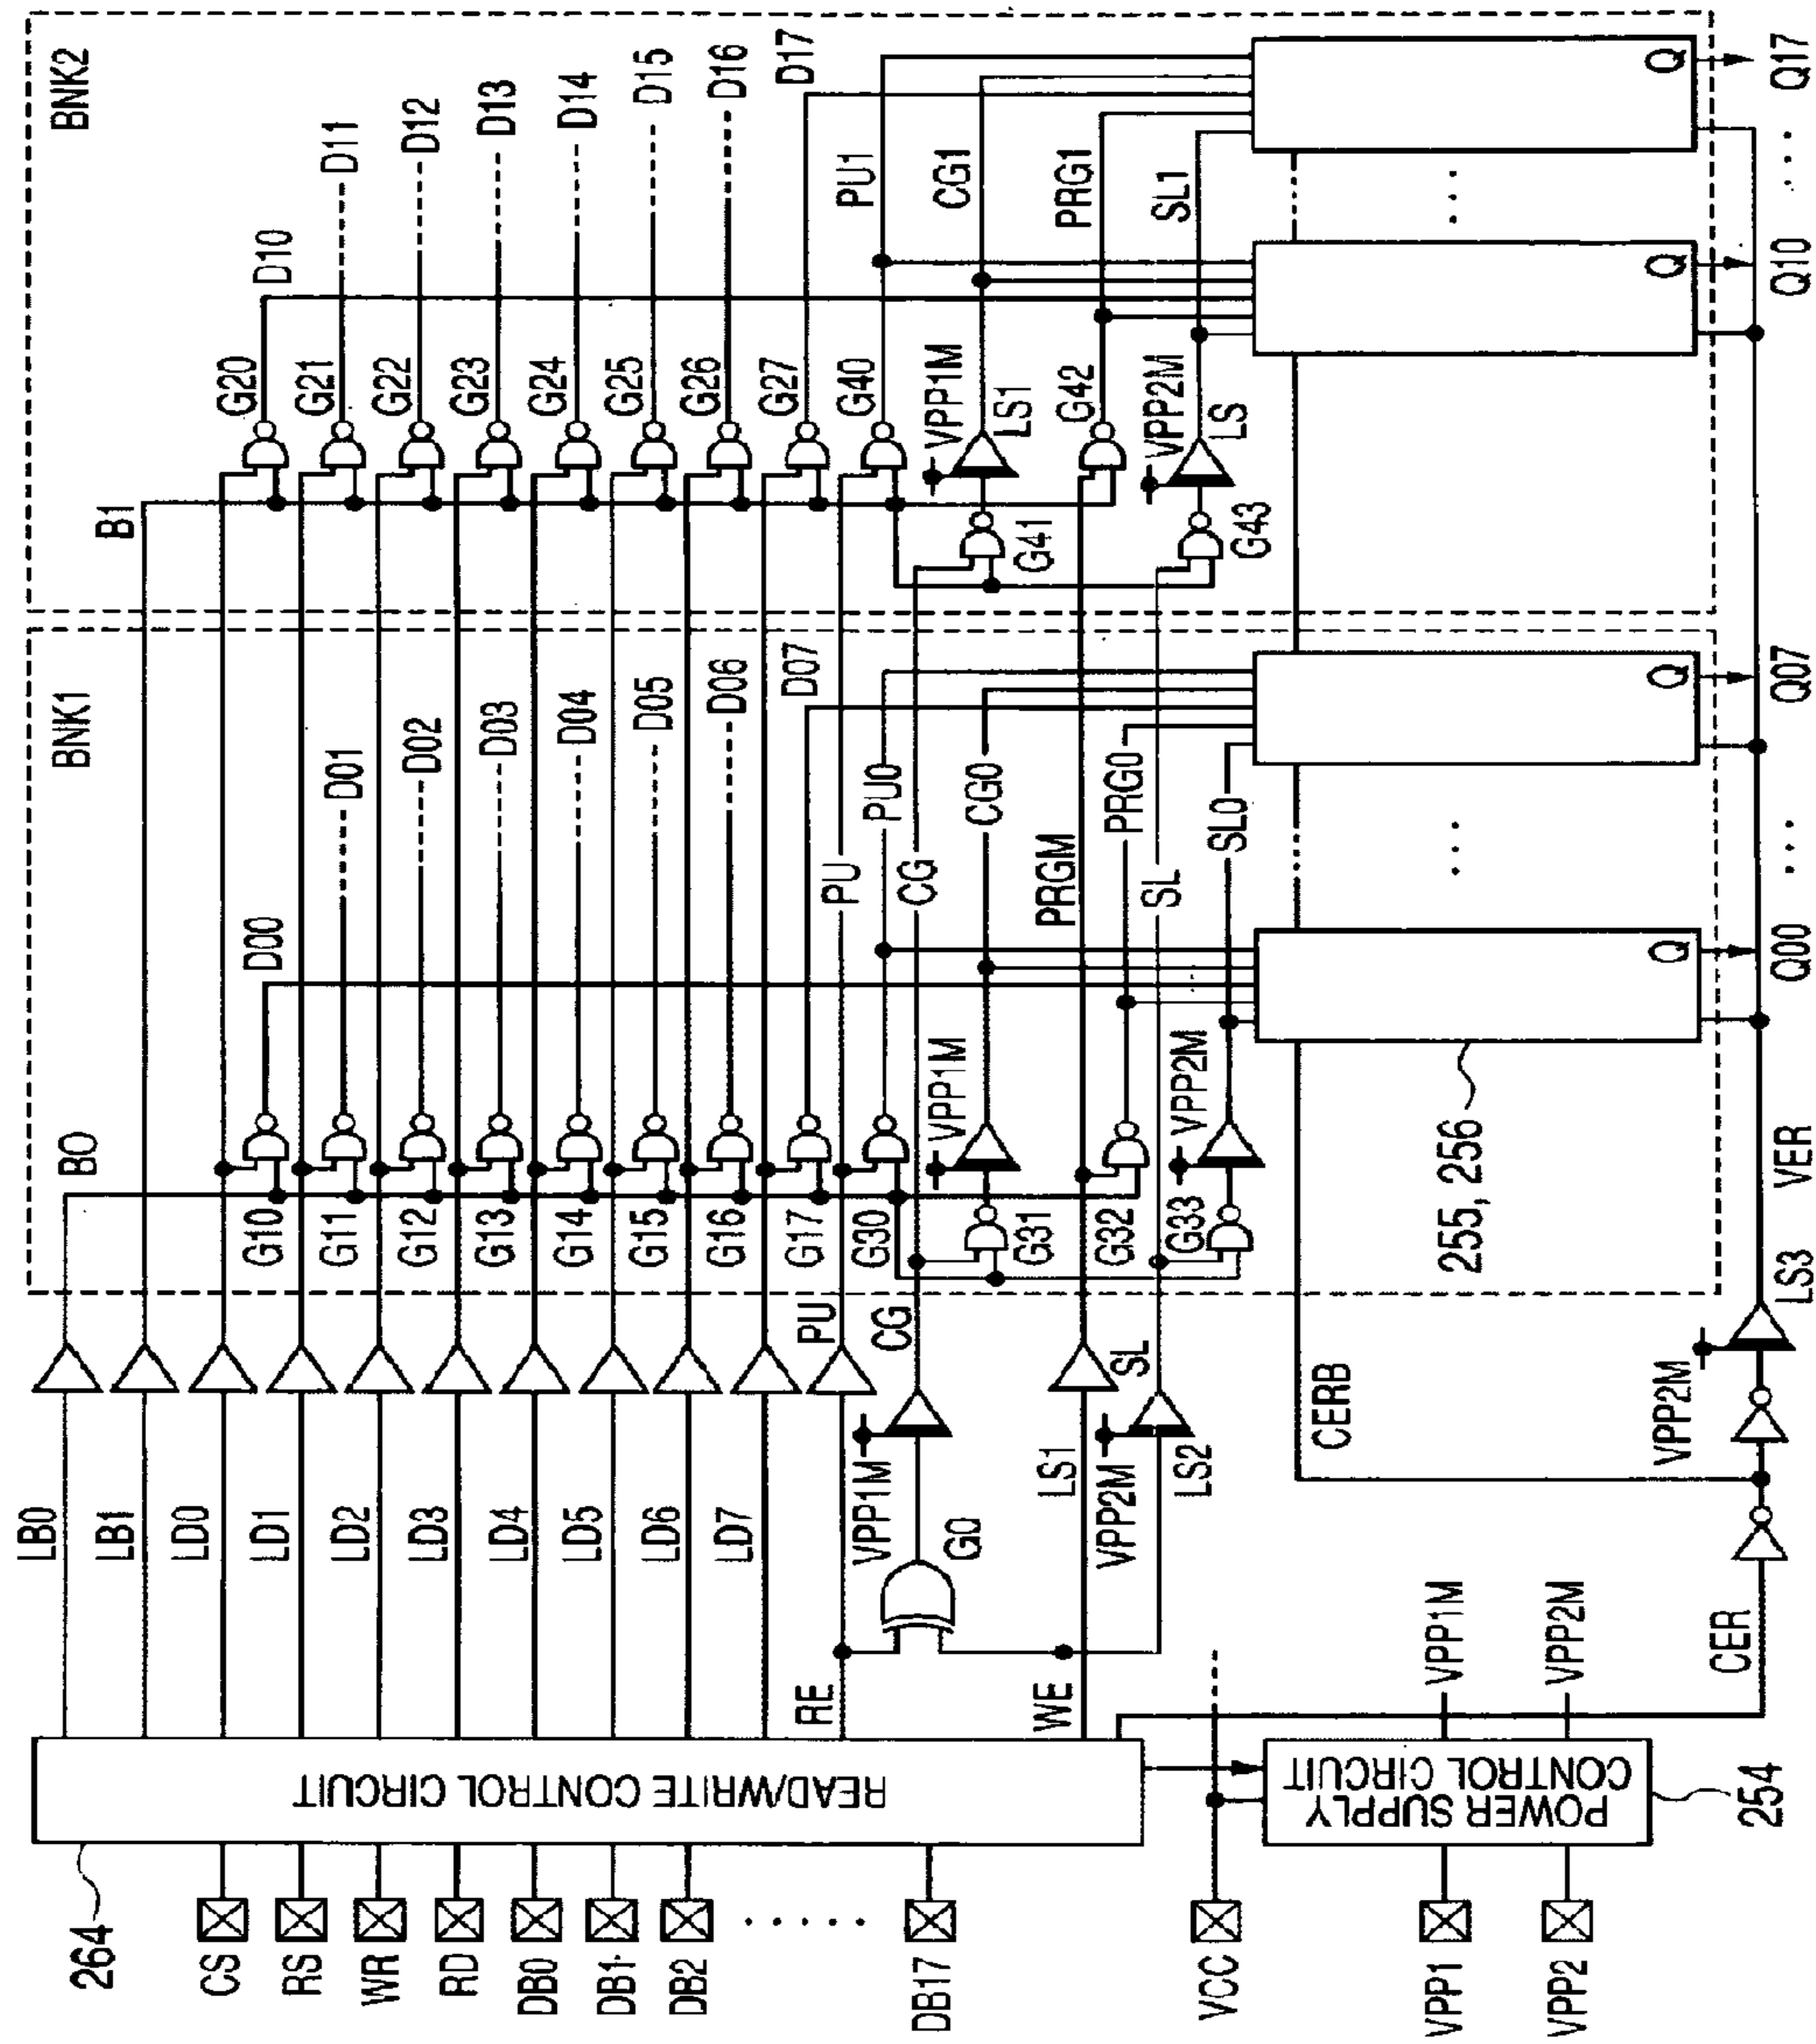 BNK1
BNK2
B0
B1
LB0
LB1
LD0
LD1
LD2
LD3
LD4
LD5
LD6
LD7
264
READ/WRITE CONTROL CIRCUIT
CS
RS
WR
RD
DB0
DB1
DB2
DB17
VCC
VPP1
VPP2
POWER SUPPLY
CONTROL CIRCUIT
254
VPP1M
VPP2M
RE
WE
G0
VPP1M
PU
CG
LS1
SL
VPP2M
LS2
CER
CERB
VPP2M
LS3
VER
G10
G11
G12
G13
G14
G15
G16
G17
G30
G31
G32
G33
D00
D01
D02
D03
D04
D05
D06
D07
PU
CG
PRGM
SL
VPP1M
VPP2M
PU0
CG0
PRG0
SL0
255, 256
Q
Q
Q00
...
Q07
G20
G21
G22
G23
G24
G25
G26
G27
G40
G41
G42
G43
D10
D11
D12
D13
D14
D15
D16
D17
VPP1M
LS1
VPP2M
LS
PU1
CG1
PRG1
SL1
Q
Q
Q10
...
Q17